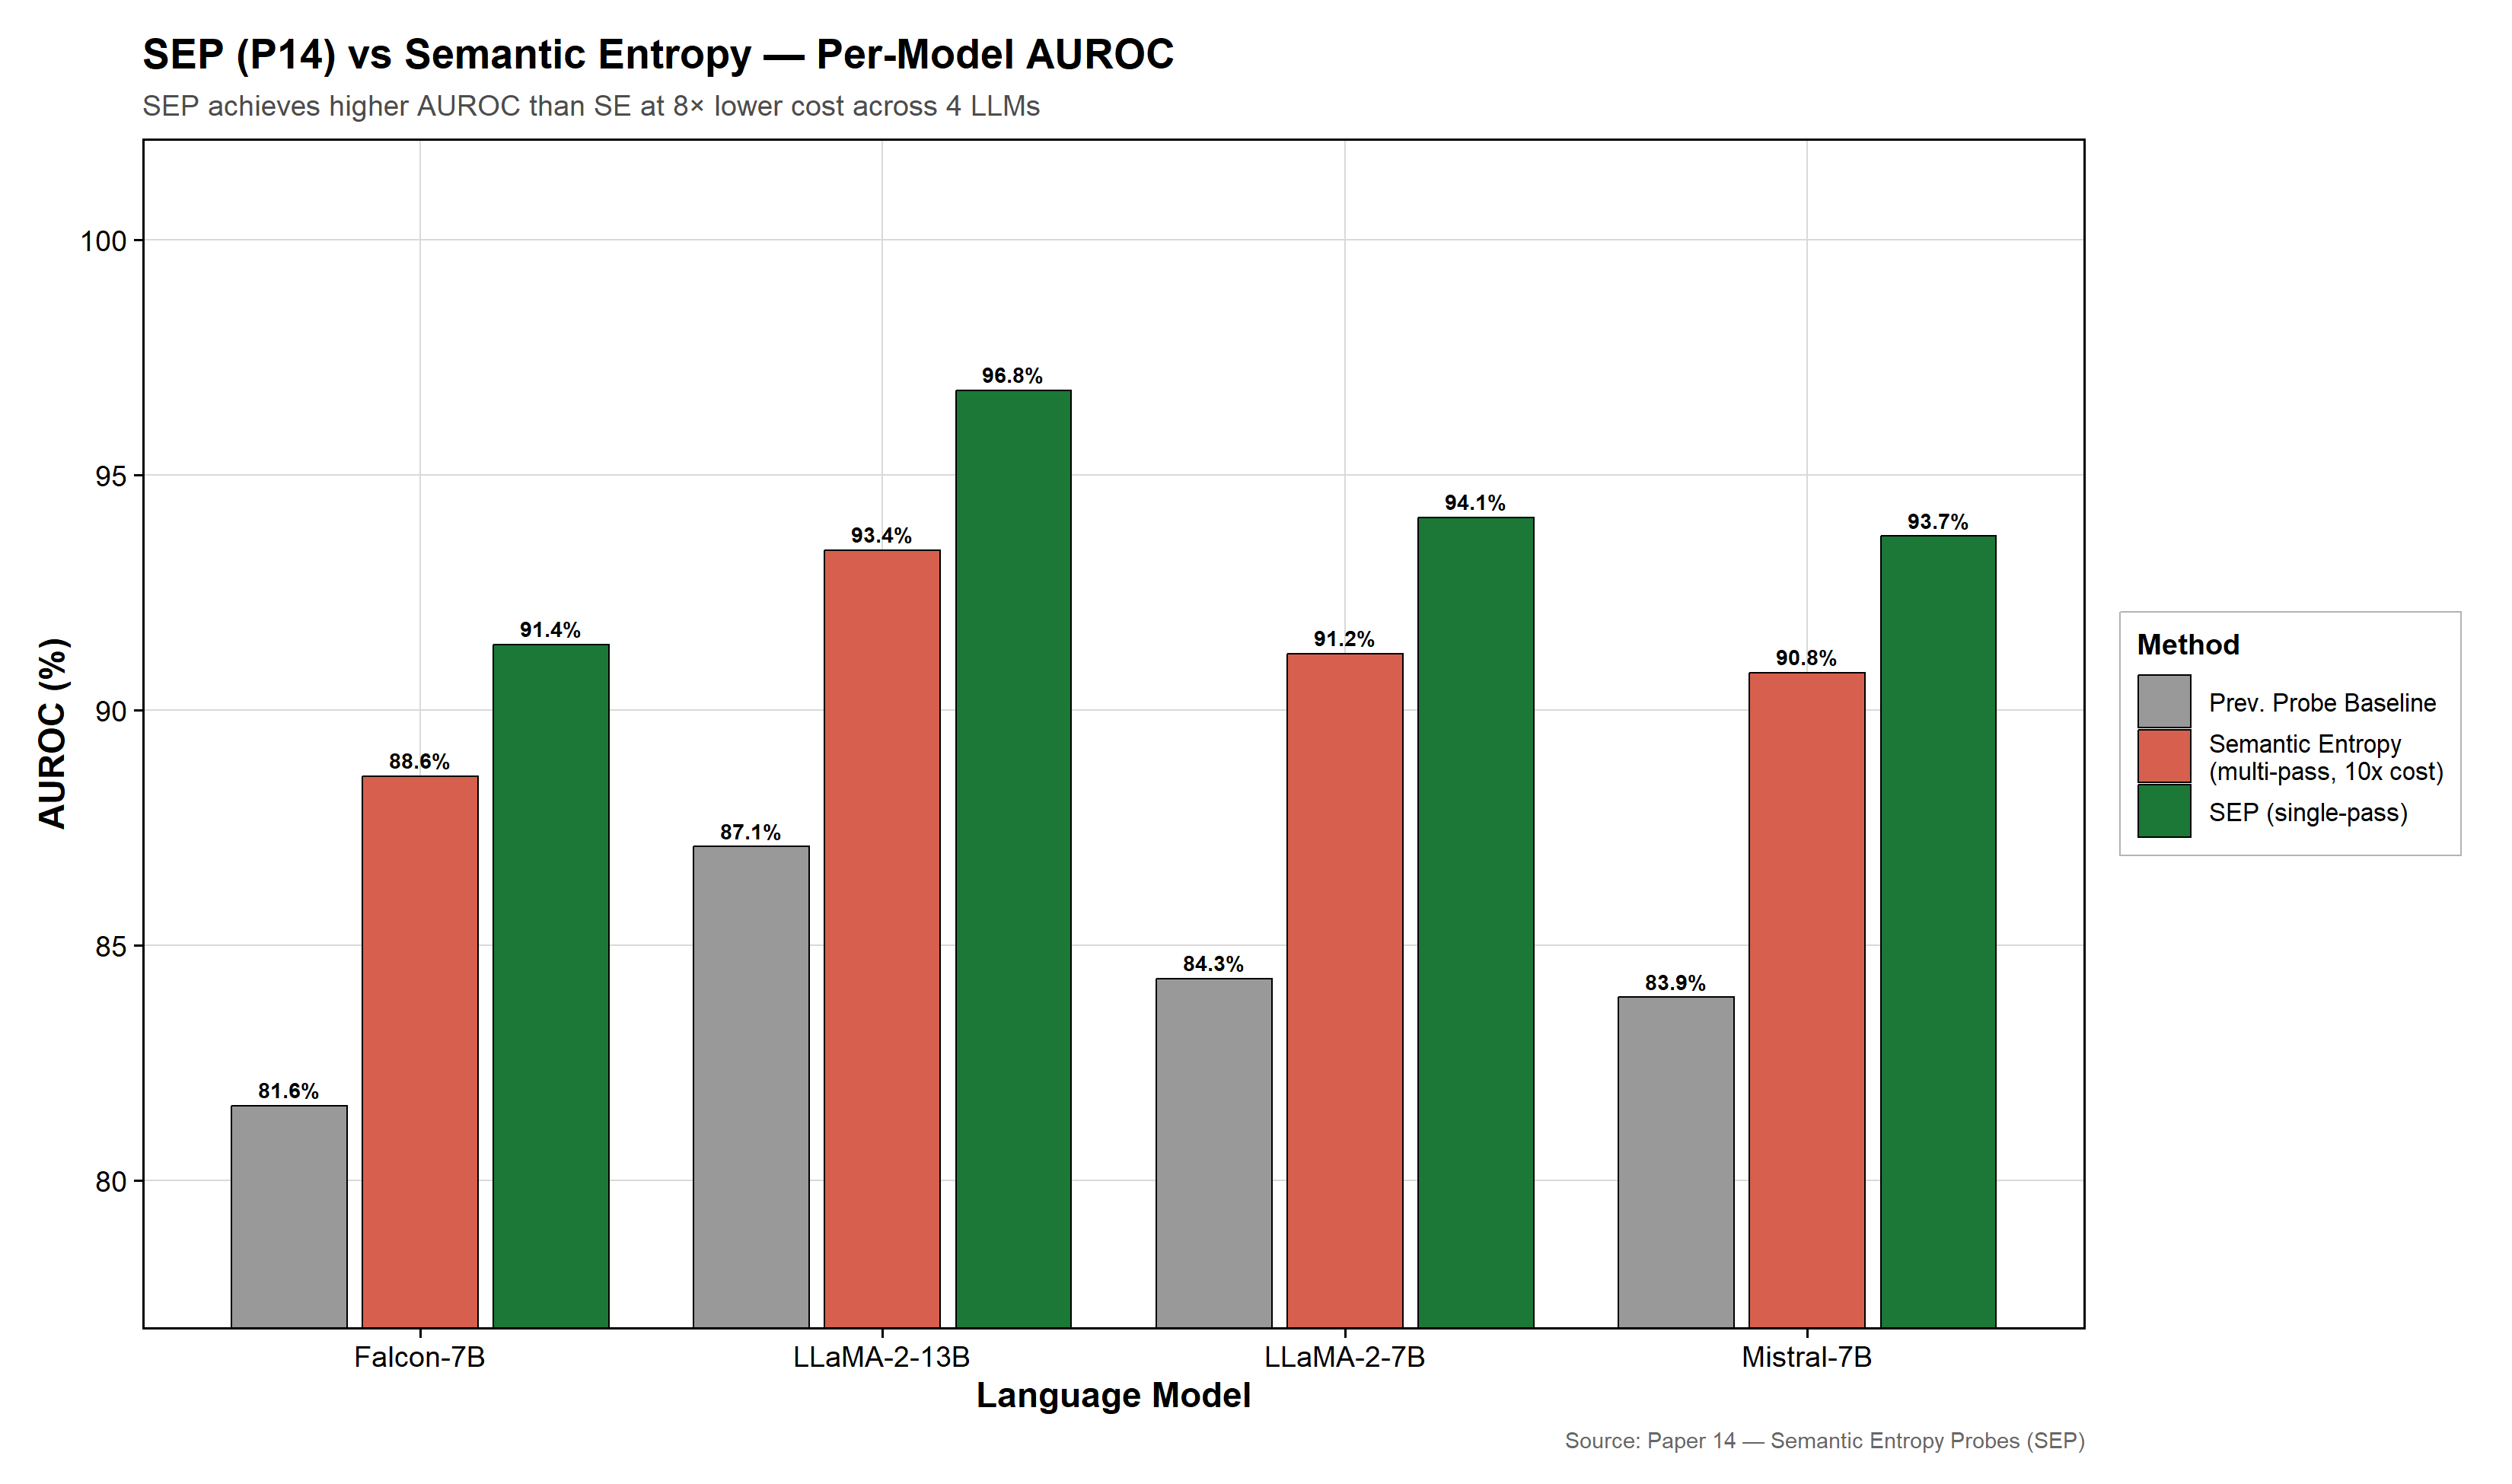 SEP (P14) vs Semantic Entropy — Per-Model AUROC
SEP achieves higher AUROC than SE at 8× lower cost across 4 LLMs
AUROC (%)
100
95
90
85
80
81.6%
88.6%
91.4%
87.1%
93.4%
96.8%
84.3%
91.2%
94.1%
83.9%
90.8%
93.7%
Falcon-7B
LLaMA-2-13B
LLaMA-2-7B
Mistral-7B
Language Model
Method
Prev. Probe Baseline
Semantic Entropy
(multi-pass, 10x cost)
SEP (single-pass)
Source: Paper 14 — Semantic Entropy Probes (SEP)